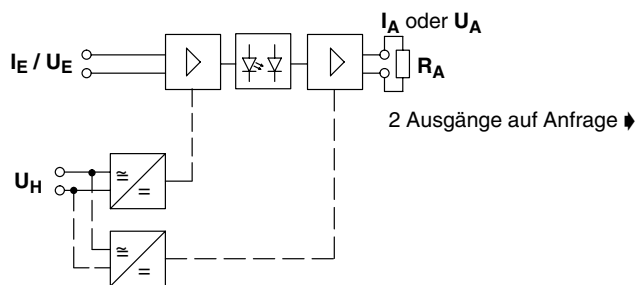 I_A oder U_A
I_E / U_E
R_A
2 Ausgänge auf Anfrage
U_H
≅
=
≅
=